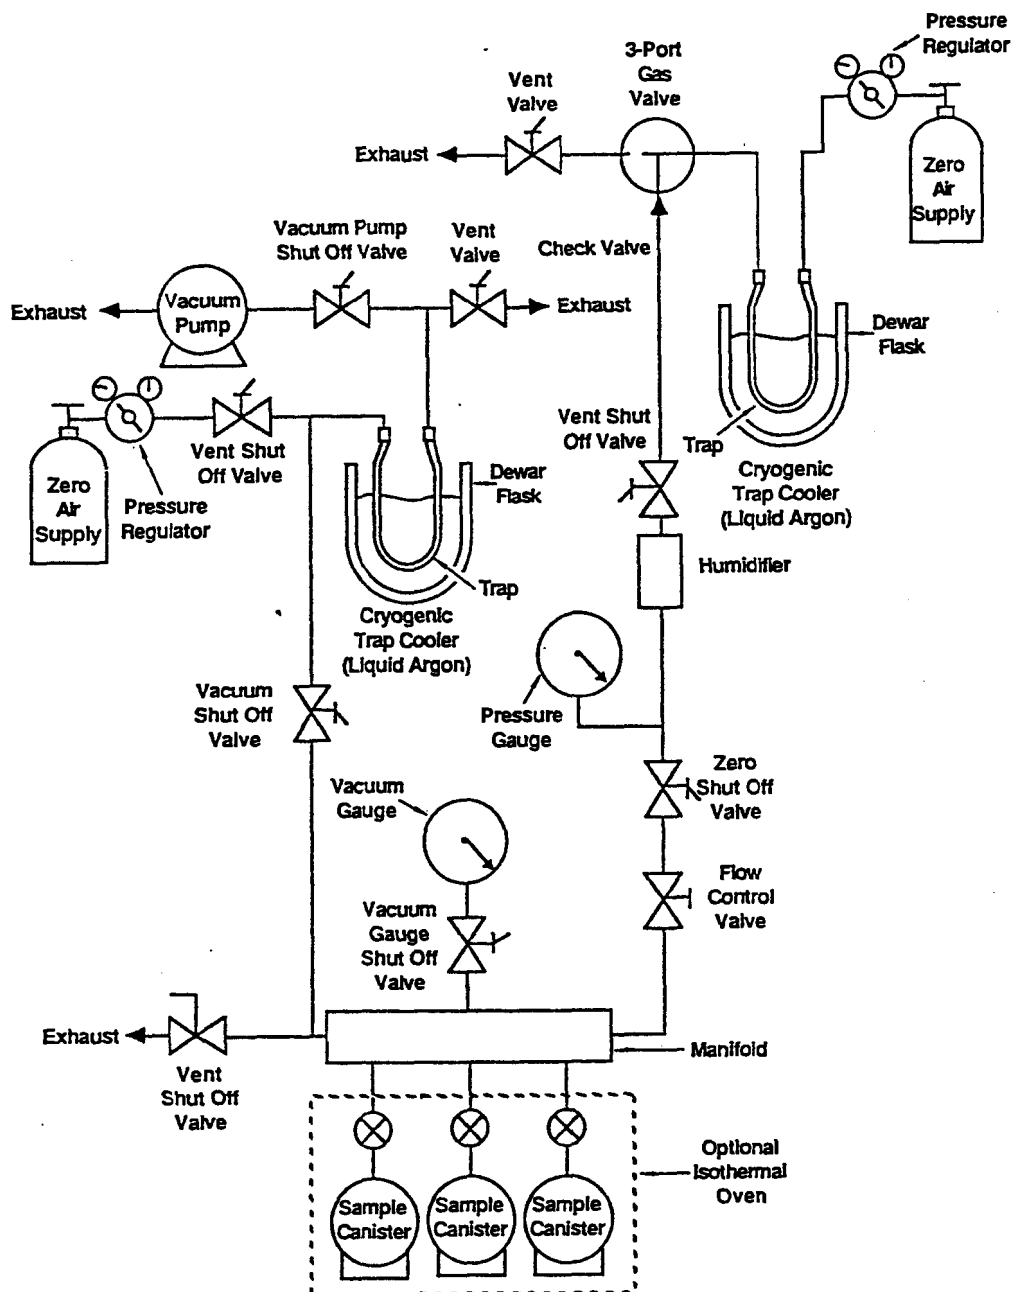 Pressure
Regulator
3-Port
Gas
Valve
Vent
Valve
Exhaust
Zero
Air
Supply
Vacuum Pump
Shut Off Valve
Vent
Valve
Check Valve
Exhaust
Vacuum
Pump
Exhaust
Dewar
Flask
Vent Shut
Off Valve
Trap
Vent Shut
Off Valve
Cryogenic
Trap Cooler
(Liquid Argon)
Zero
Air
Supply
Pressure
Regulator
Dewar
Flask
Humidifier
Trap
Cryogenic
Trap Cooler
(Liquid Argon)
Vacuum
Shut Off
Valve
Pressure
Gauge
Zero
Shut Off
Valve
Vacuum
Gauge
Flow
Control
Valve
Vacuum
Gauge
Shut Off
Valve
Exhaust
Manifold
Vent
Shut Off
Valve
Optional
Isothermal
Oven
Sample
Canister
Sample
Canister
Sample
Canister